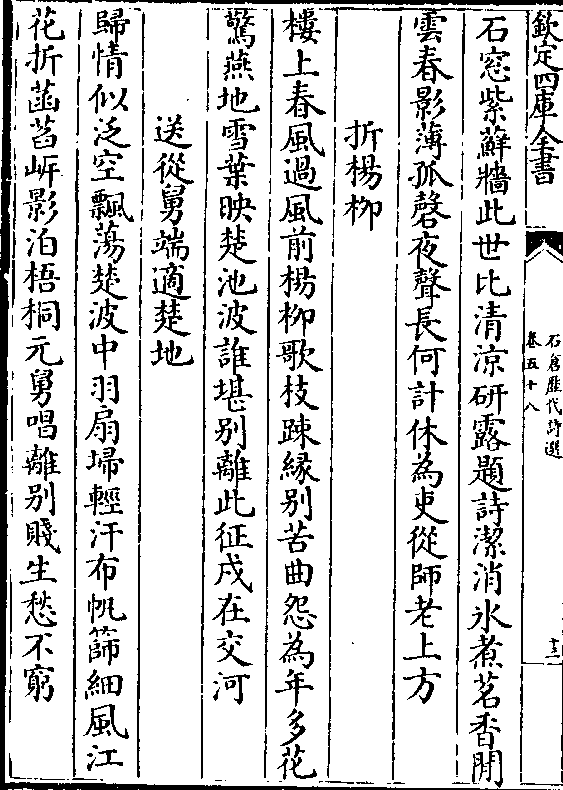 欽定四庫全書
石倉歷代詩選
卷五十八
十三
石窓紫蘚牆此世比清凉研露題詩潔消氷煮茗香閒
雲春影薄孤磬夜聲長何計休為吏從師老上方
折楊柳
樓上春風過風前楊柳歌枝踈緣别苦曲怨為年多花
驚燕地雪葉映楚池波誰堪别離此征戍在交河
送從舅端適楚地
歸情似泛空飄蕩楚波中羽扇埽輕汗布帆篩細風江
花折菡萏岍影泊梧桐元舅唱離别賤生愁不窮